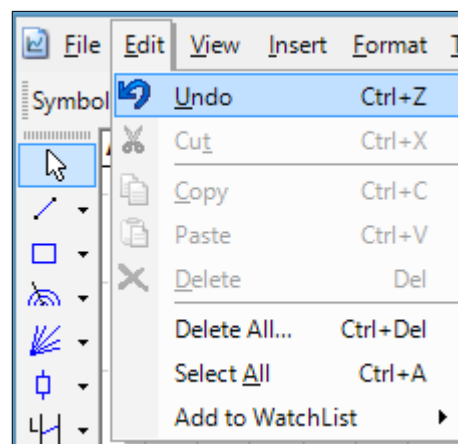 File Edit View Insert Format
Symbol
Undo Ctrl+Z
Cut Ctrl+X
Copy Ctrl+C
Paste Ctrl+V
Delete Del
Delete All... Ctrl+Del
Select All Ctrl+A
Add to WatchList